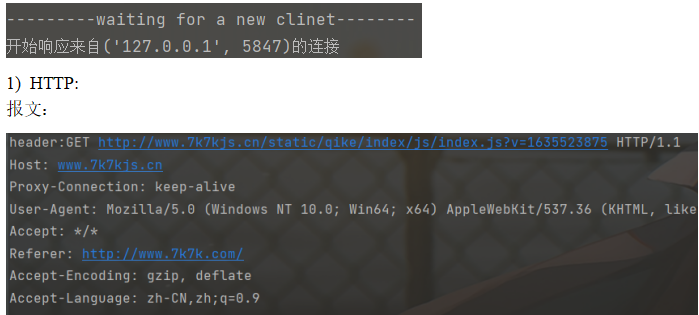 ---------waiting for a new clinet--------
开始响应来自('127.0.0.1', 5847)的连接
1) HTTP:
报文：
header:GET http://www.7k7kjs.cn/static/qike/index/js/index.js?v=1635523875 HTTP/1.1
Host: www.7k7kjs.cn
Proxy-Connection: keep-alive
User-Agent: Mozilla/5.0 (Windows NT 10.0; Win64; x64) AppleWebKit/537.36 (KHTML, like
Accept: */*
Referer: http://www.7k7k.com/
Accept-Encoding: gzip, deflate
Accept-Language: zh-CN,zh;q=0.9